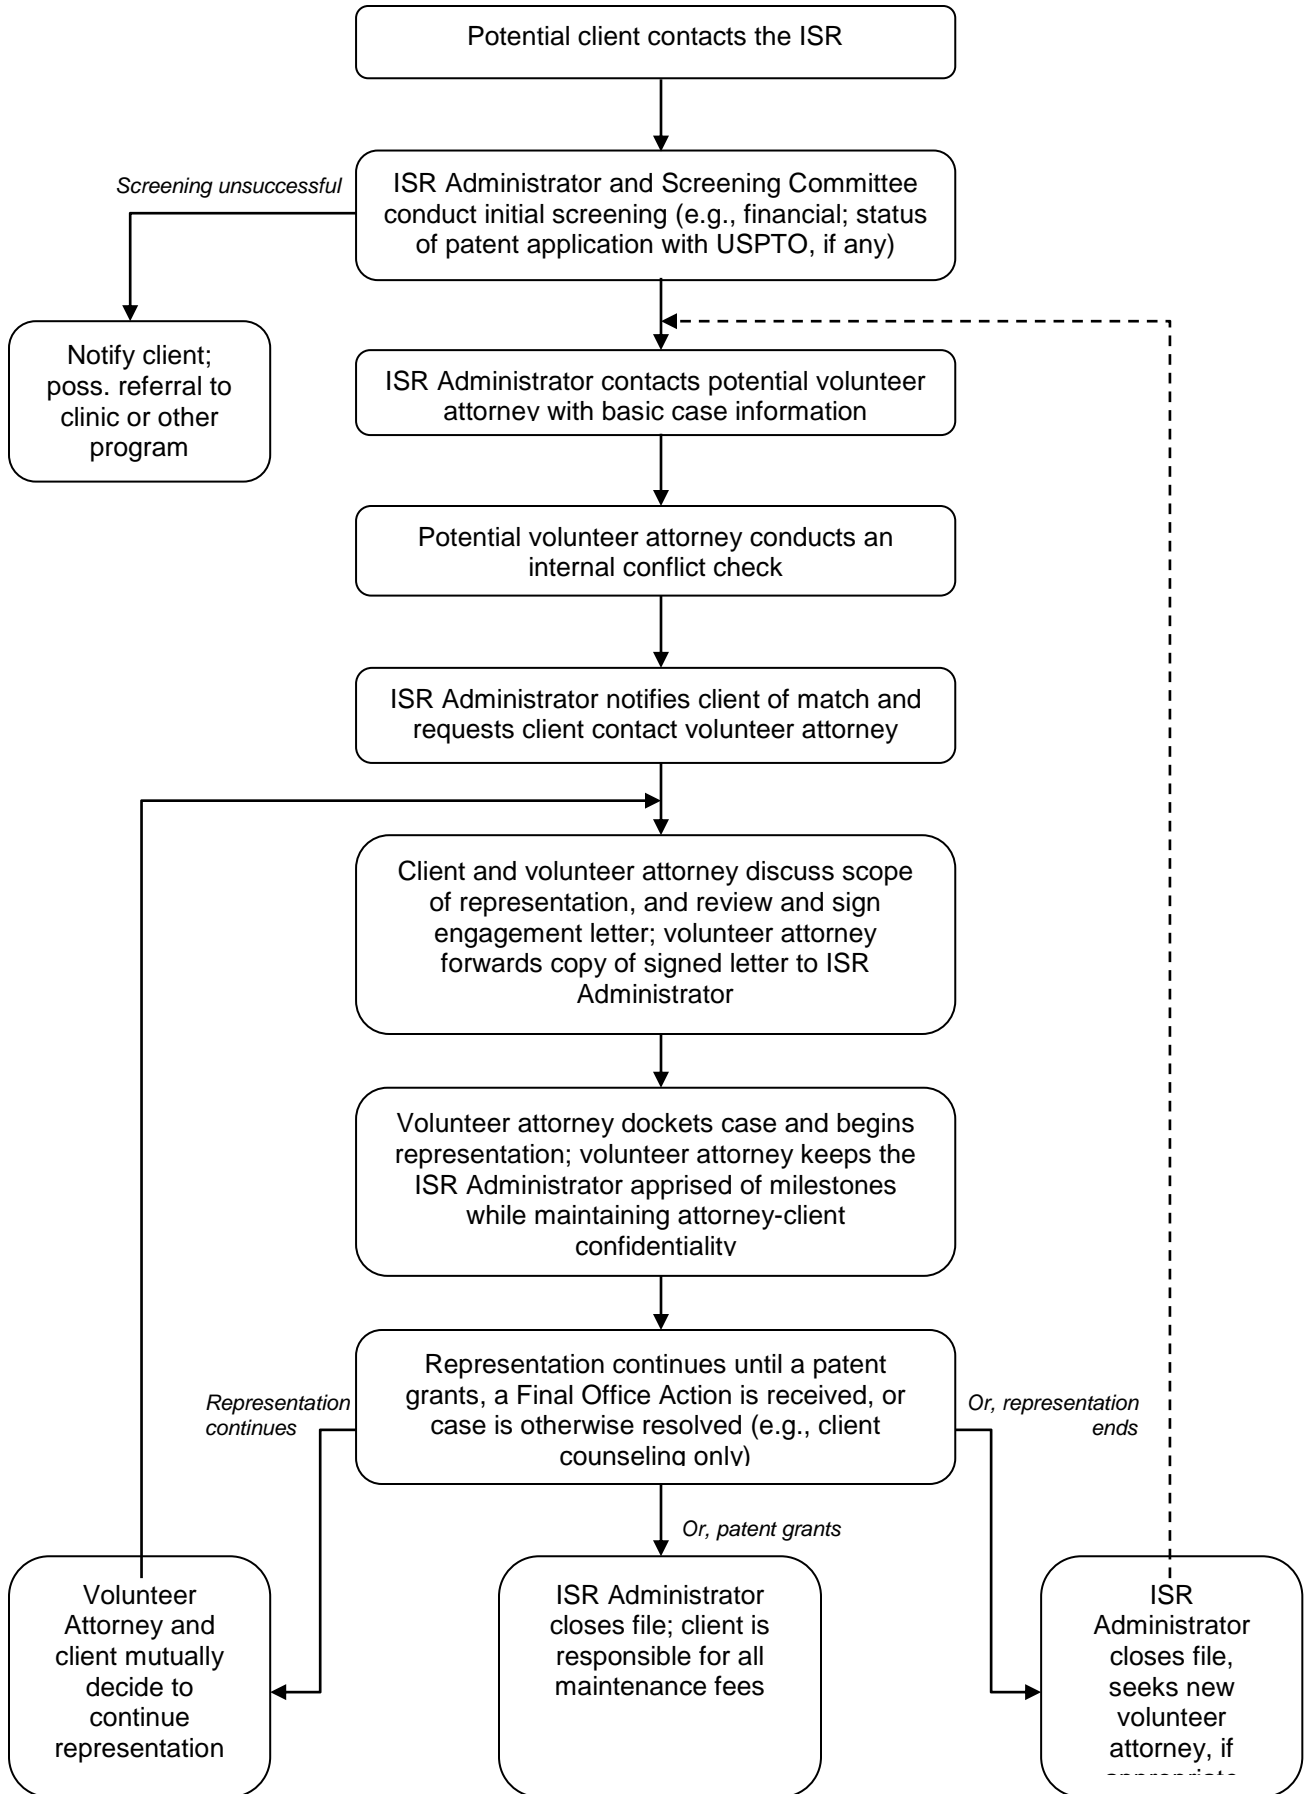 Potential client contacts the ISR
Screening unsuccessful
ISR Administrator and Screening Committee
conduct initial screening (e.g., financial; status
of patent application with USPTO, if any)
Notify client;
poss. referral to
clinic or other
program
ISR Administrator contacts potential volunteer
attorney with basic case information
Potential volunteer attorney conducts an
internal conflict check
ISR Administrator notifies client of match and
requests client contact volunteer attorney
Client and volunteer attorney discuss scope
of representation, and review and sign
engagement letter; volunteer attorney
forwards copy of signed letter to ISR
Administrator
Volunteer attorney dockets case and begins
representation; volunteer attorney keeps the
ISR Administrator apprised of milestones
while maintaining attorney-client
confidentiality
Representation continues until a patent
grants, a Final Office Action is received, or
case is otherwise resolved (e.g., client
counseling only)
Representation
continues
Or, representation
ends
Or, patent grants
Volunteer
Attorney and
client mutually
decide to
continue
representation
ISR Administrator
closes file; client is
responsible for all
maintenance fees
ISR
Administrator
closes file,
seeks new
volunteer
attorney, if